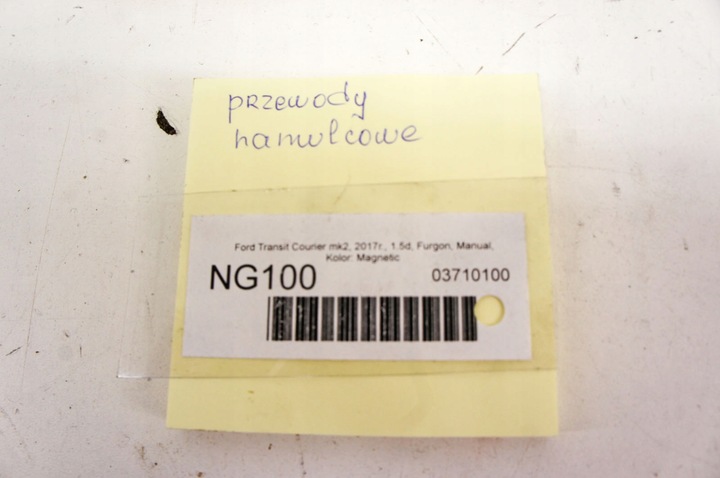 przewody
hamulcowe
Ford Transit Courier mk2, 2017r., 1.5d, Furgon, Manual,
Kolor: Magnetic
NG100 03710100